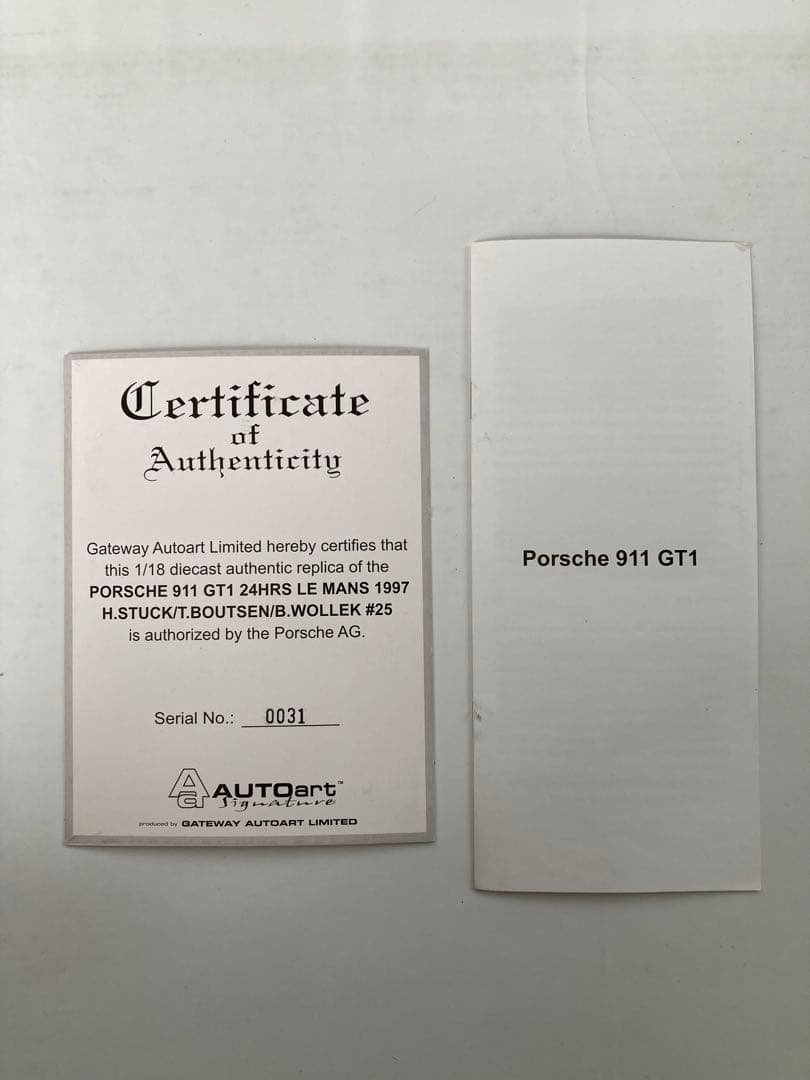 Certificate
of
Authenticity
Gateway Autoart Limited hereby certifies that
this 1/18 diecast authentic replica of the
PORSCHE 911 GT1 24HRS LE MANS 1997
H.STUCK/T.BOUTSEN/B.WOLLEK #25
is authorized by the Porsche AG.
Serial No.: 0031
AUTOart™
Signature
produced by GATEWAY AUTOART LIMITED
Porsche 911 GT1